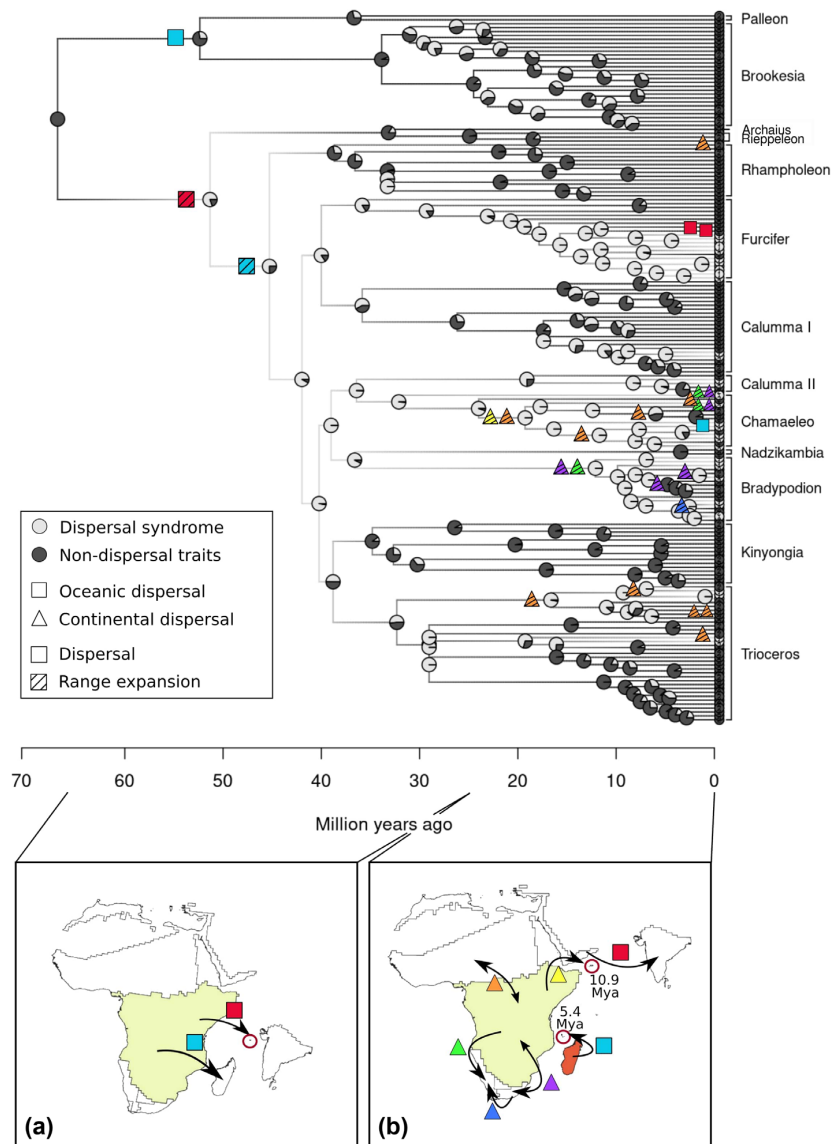 Palleon
Brookesia
Archaius
Rieppeleon
Rhampholeon
Furcifer
Calumma I
Calumma II
Chamaeleo
Nadzikambia
Bradypodion
Kinyongia
Trioceros
Dispersal syndrome
Non-dispersal traits
Oceanic dispersal
Continental dispersal
Dispersal
Range expansion
70 60 50 40 30 20 10 0
Million years ago
10.9
Mya
5.4
Mya
(a) (b)